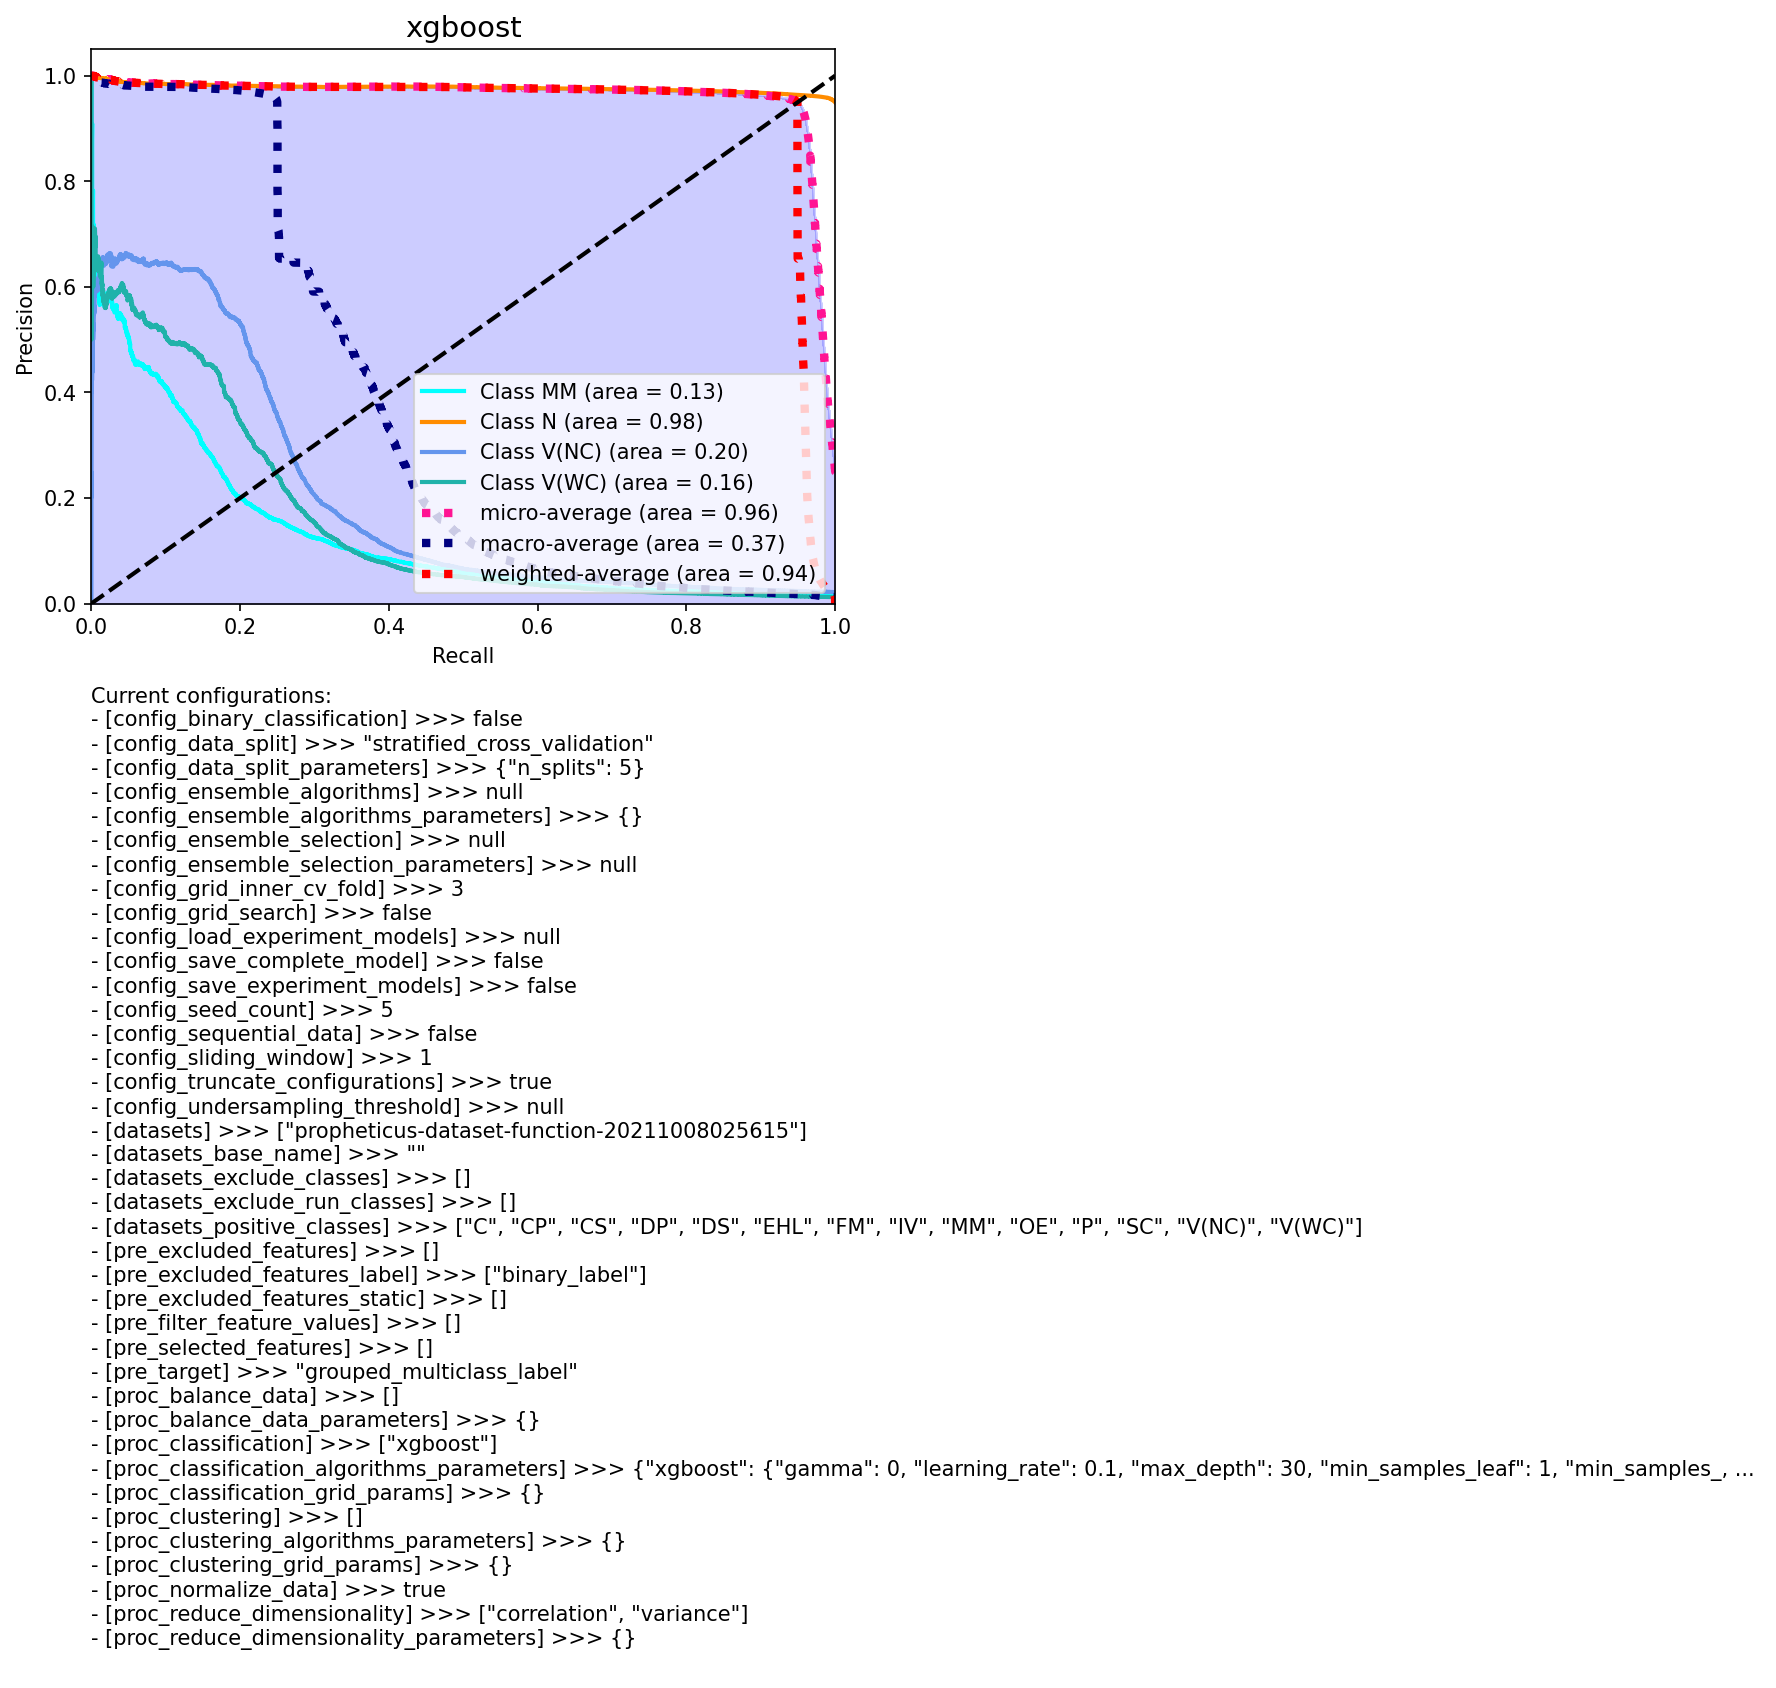 xgboost
1.0
0.8
0.6
0.4
0.2
0.0
Precision
Class MM (area = 0.13)
Class N (area = 0.98)
Class V(NC) (area = 0.20)
Class V(WC) (area = 0.16)
micro-average (area = 0.96)
macro-average (area = 0.37)
weighted-average (area = 0.94)
0.0 0.2 0.4 0.6 0.8 1.0
Recall
Current configurations:
- [config_binary_classification] >>> false
- [config_data_split] >>> "stratified_cross_validation"
- [config_data_split_parameters] >>> {"n_splits": 5}
- [config_ensemble_algorithms] >>> null
- [config_ensemble_algorithms_parameters] >>> {}
- [config_ensemble_selection] >>> null
- [config_ensemble_selection_parameters] >>> null
- [config_grid_inner_cv_fold] >>> 3
- [config_grid_search] >>> false
- [config_load_experiment_models] >>> null
- [config_save_complete_model] >>> false
- [config_save_experiment_models] >>> false
- [config_seed_count] >>> 5
- [config_sequential_data] >>> false
- [config_sliding_window] >>> 1
- [config_truncate_configurations] >>> true
- [config_undersampling_threshold] >>> null
- [datasets] >>> ["propheticus-dataset-function-20211008025615"]
- [datasets_base_name] >>> ""
- [datasets_exclude_classes] >>> []
- [datasets_exclude_run_classes] >>> []
- [datasets_positive_classes] >>> ["C", "CP", "CS", "DP", "DS", "EHL", "FM", "IV", "MM", "OE", "P", "SC", "V(NC)", "V(WC)"]
- [pre_excluded_features] >>> []
- [pre_excluded_features_label] >>> ["binary_label"]
- [pre_excluded_features_static] >>> []
- [pre_filter_feature_values] >>> []
- [pre_selected_features] >>> []
- [pre_target] >>> "grouped_multiclass_label"
- [proc_balance_data] >>> []
- [proc_balance_data_parameters] >>> {}
- [proc_classification] >>> ["xgboost"]
- [proc_classification_algorithms_parameters] >>> {"xgboost": {"gamma": 0, "learning_rate": 0.1, "max_depth": 30, "min_samples_leaf": 1, "min_samples_, ...
- [proc_classification_grid_params] >>> {}
- [proc_clustering] >>> []
- [proc_clustering_algorithms_parameters] >>> {}
- [proc_clustering_grid_params] >>> {}
- [proc_normalize_data] >>> true
- [proc_reduce_dimensionality] >>> ["correlation", "variance"]
- [proc_reduce_dimensionality_parameters] >>> {}